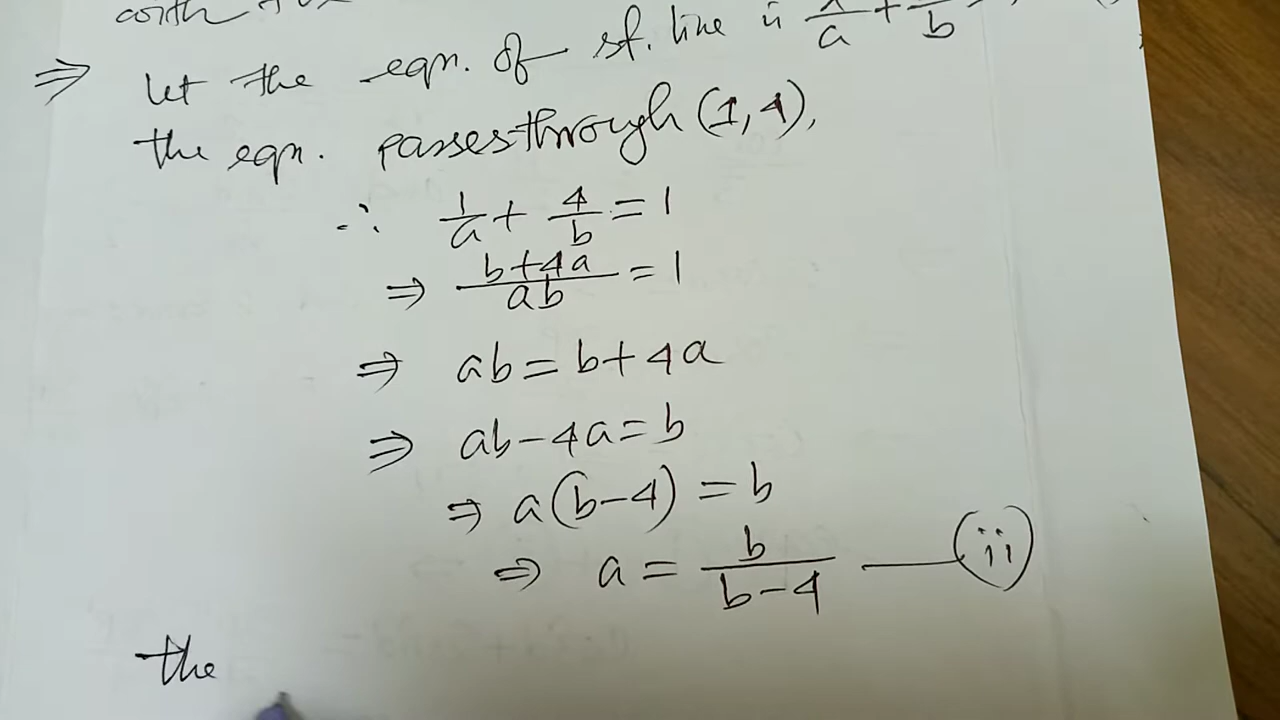 ⇒ let the eqn. of st. line is x/a + /b
the eqn. passes through (1,4),
∴ 1/a + 4/b = 1
⇒ (b+4a)/ab = 1
⇒ ab = b+4a
⇒ ab-4a = b
⇒ a(b-4) = b
⇒ a = b/(b-4) —— (ii)
the